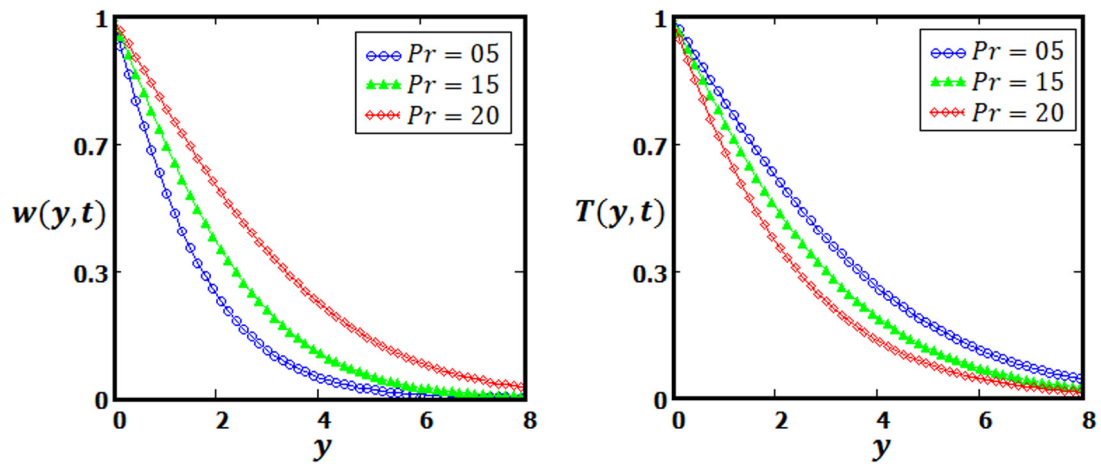 1
Pr = 05
Pr = 15
Pr = 20
0.7
w(y,t)
0.3
0
0 2 4 6 8
y
1
Pr = 05
Pr = 15
Pr = 20
0.7
T(y,t)
0.3
0
0 2 4 6 8
y